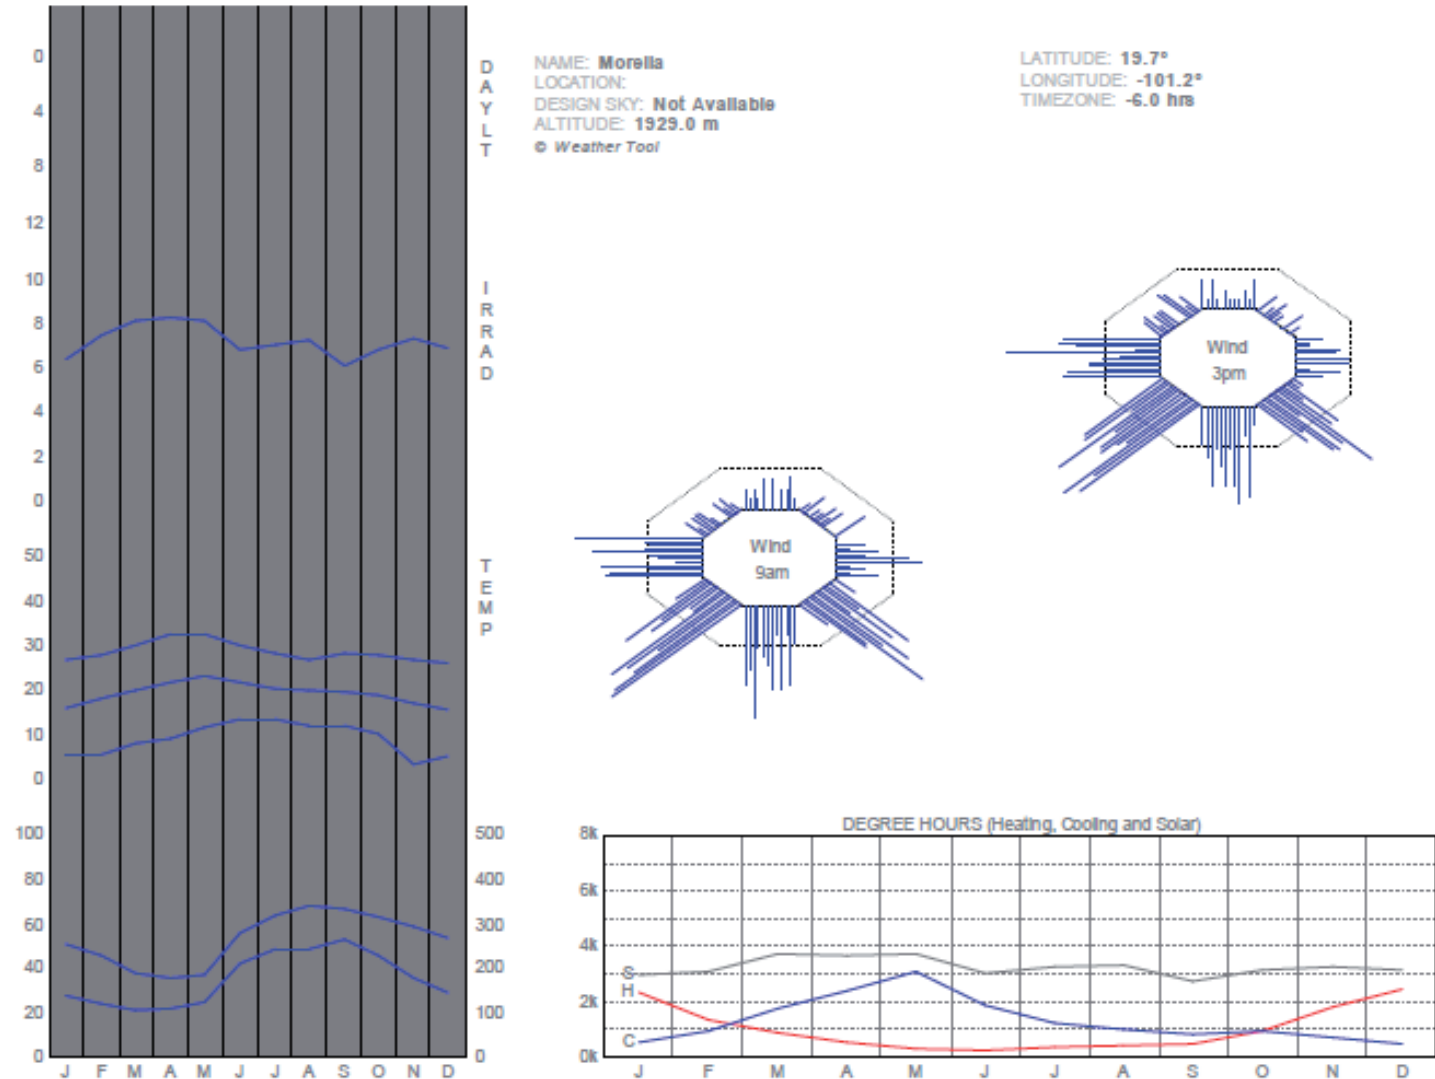 NAME: Morelia
LOCATION:
DESIGN SKY: Not Available
ALTITUDE: 1929.0 m
© Weather Tool
LATITUDE: 19.7°
LONGITUDE: -101.2°
TIMEZONE: -6.0 hrs
0
4
8
12
DAYLT
10
8
6
4
2
0
IRRAD
50
40
30
20
10
0
TEMP
100
80
60
40
20
0
500
400
300
200
100
0
J F M A M J J A S O N D
Wind
3pm
Wind
9am
DEGREE HOURS (Heating, Cooling and Solar)
8k
6k
4k
2k
0k
S
H
C
J F M A M J J A S O N D